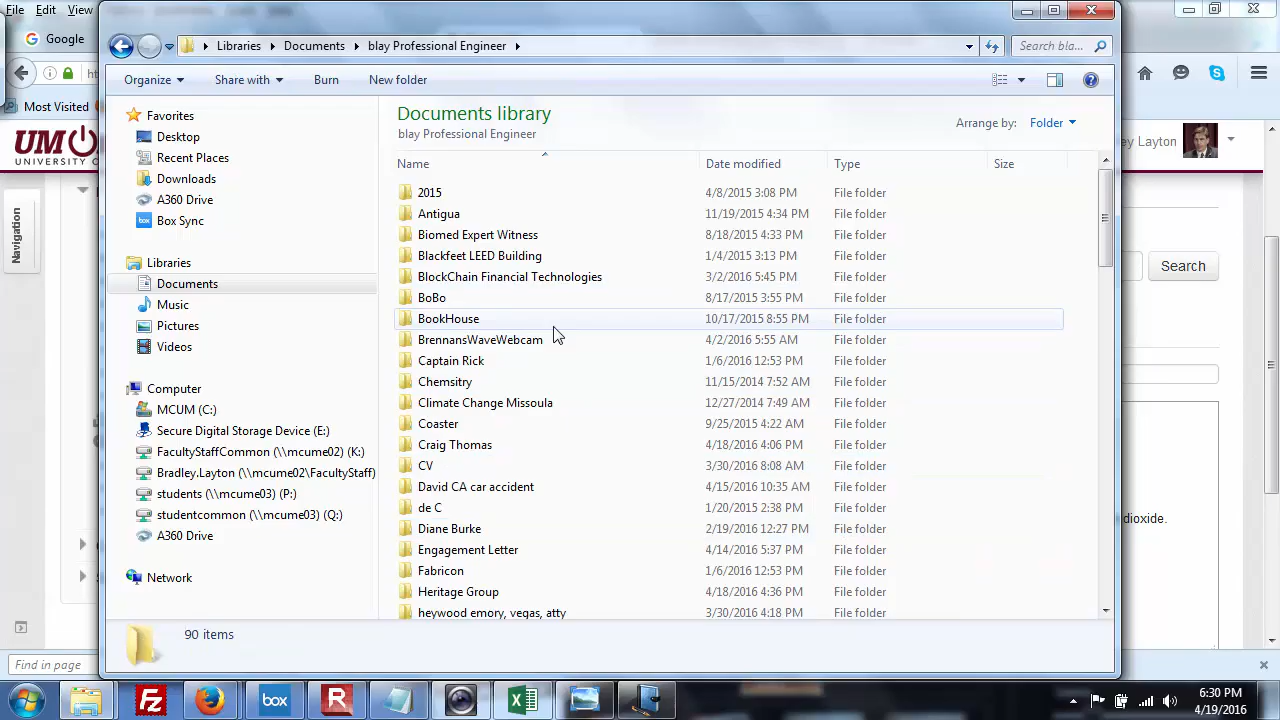 File Edit
Google
Most Visited
UM
UNIVERSITY C
Navigation
Find in page
Libraries Documents blay Professional Engineer
Search bla...
Organize Share with Burn New folder
Favorites
Desktop
Recent Places
Downloads
A360 Drive
Box Sync
Libraries
Documents
Music
Pictures
Videos
Computer
MCUM (C:)
Secure Digital Storage Device (E:)
FacultyStaffCommon (\\mcume02) (K:)
Bradley.Layton (\\mcume02\FacultyStaff)
students (\\mcume03) (P:)
studentcommon (\\mcume03) (Q:)
A360 Drive
Network
Documents library
blay Professional Engineer
Arrange by: Folder
Name Date modified Type Size
2015 4/8/2015 3:08 PM File folder
Antigua 11/19/2015 4:34 PM File folder
Biomed Expert Witness 8/18/2015 4:33 PM File folder
Blackfeet LEED Building 1/4/2015 3:13 PM File folder
BlockChain Financial Technologies 3/2/2016 5:45 PM File folder
BoBo 8/17/2015 3:55 PM File folder
BookHouse 10/17/2015 8:55 PM File folder
BrennansWaveWebcam 4/2/2016 5:55 AM File folder
Captain Rick 1/6/2016 12:53 PM File folder
Chemsitry 11/15/2014 7:52 AM File folder
Climate Change Missoula 12/27/2014 7:49 AM File folder
Coaster 9/25/2015 4:22 AM File folder
Craig Thomas 4/18/2016 4:06 PM File folder
CV 3/30/2016 8:08 AM File folder
David CA car accident 4/15/2016 10:35 AM File folder
de C 1/20/2015 2:38 PM File folder
Diane Burke 2/19/2016 12:27 PM File folder
Engagement Letter 4/14/2016 5:37 PM File folder
Fabricon 1/6/2016 12:53 PM File folder
Heritage Group 4/18/2016 4:36 PM File folder
heywood emory, vegas, atty 3/30/2016 4:18 PM File folder
90 items
ey Layton
Search
dioxide.
box
6:30 PM
4/19/2016